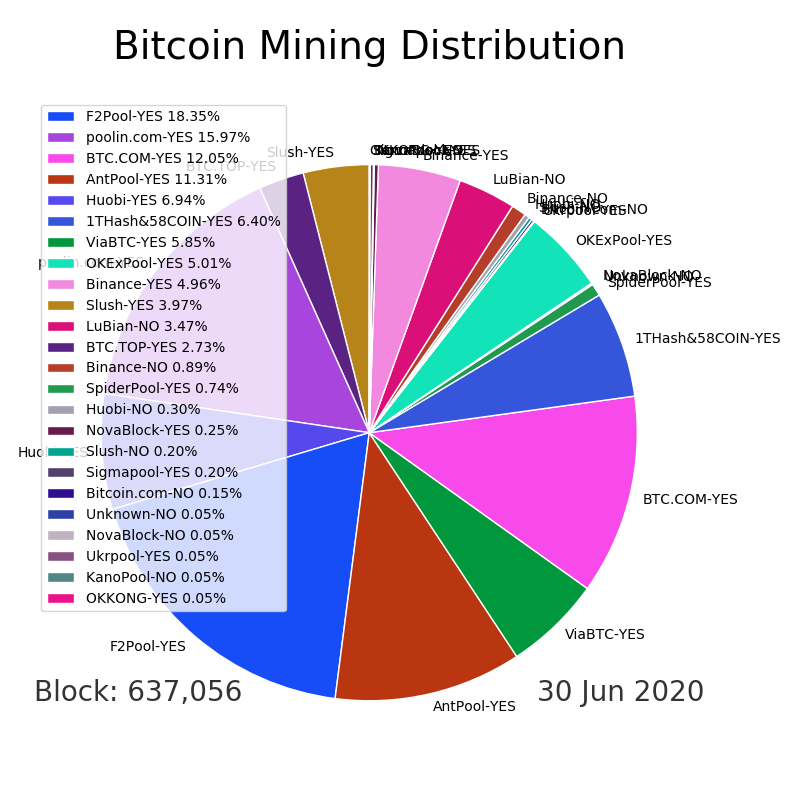 Bitcoin Mining Distribution
F2Pool-YES 18.35%
poolin.com-YES 15.97%
BTC.COM-YES 12.05%
AntPool-YES 11.31%
Huobi-YES 6.94%
1THash&58COIN-YES 6.40%
ViaBTC-YES 5.85%
OKExPool-YES 5.01%
Binance-YES 4.96%
Slush-YES 3.97%
LuBian-NO 3.47%
BTC.TOP-YES 2.73%
Binance-NO 0.89%
SpiderPool-YES 0.74%
Huobi-NO 0.30%
NovaBlock-YES 0.25%
Slush-NO 0.20%
Sigmapool-YES 0.20%
Bitcoin.com-NO 0.15%
Unknown-NO 0.05%
NovaBlock-NO 0.05%
Ukrpool-YES 0.05%
KanoPool-NO 0.05%
OKKONG-YES 0.05%
Slush-YES
BTC.TOP-YES
Binance-YES
LuBian-NO
Binance-NO
OKExPool-YES
NovaBlock-NO
SpiderPool-YES
1THash&58COIN-YES
BTC.COM-YES
ViaBTC-YES
AntPool-YES
F2Pool-YES
Block: 637,056
30 Jun 2020